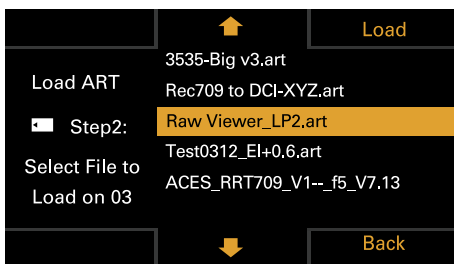 Load
Load ART
Step2:
Select File to
Load on 03
3535-Big v3.art
Rec709 to DCI-XYZ.art
Raw Viewer_LP2.art
Test0312_EI+0.6.art
ACES_RRT709_V1--_f5_V7.13
Back